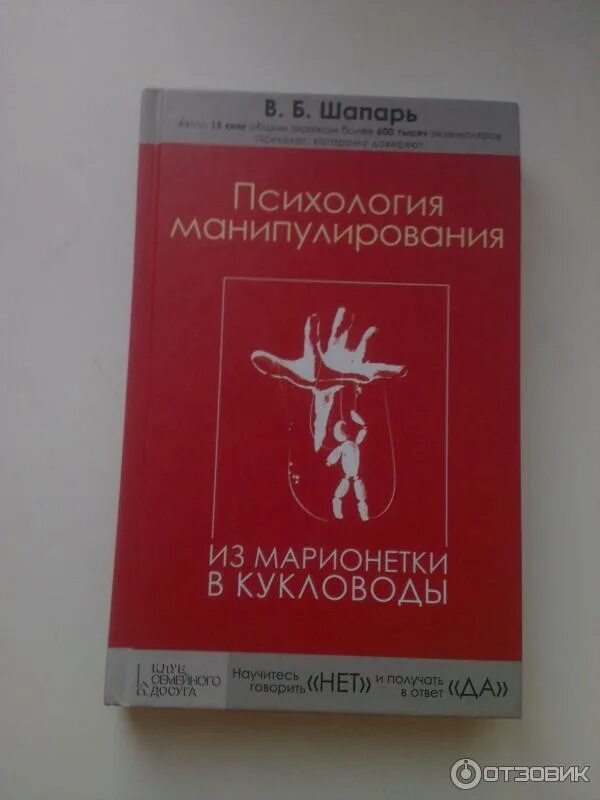 В. Б. Шапарь
Автор 16 книг общим тиражом более 600 тысяч экземпляров
Психолог, которому доверяют
Психология
манипулирования
ИЗ МАРИОНЕТКИ
В КУКЛОВОДЫ
КЛУБ
СЕМЕЙНОГО
ДОСУГА
Научитесь
говорить «НЕТ» и получать
в ответ «ДА»
ОТЗОВИК